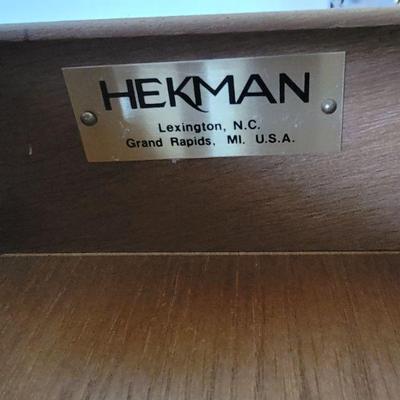 HEKMAN
Lexington, N.C.
Grand Rapids, MI. U.S.A.